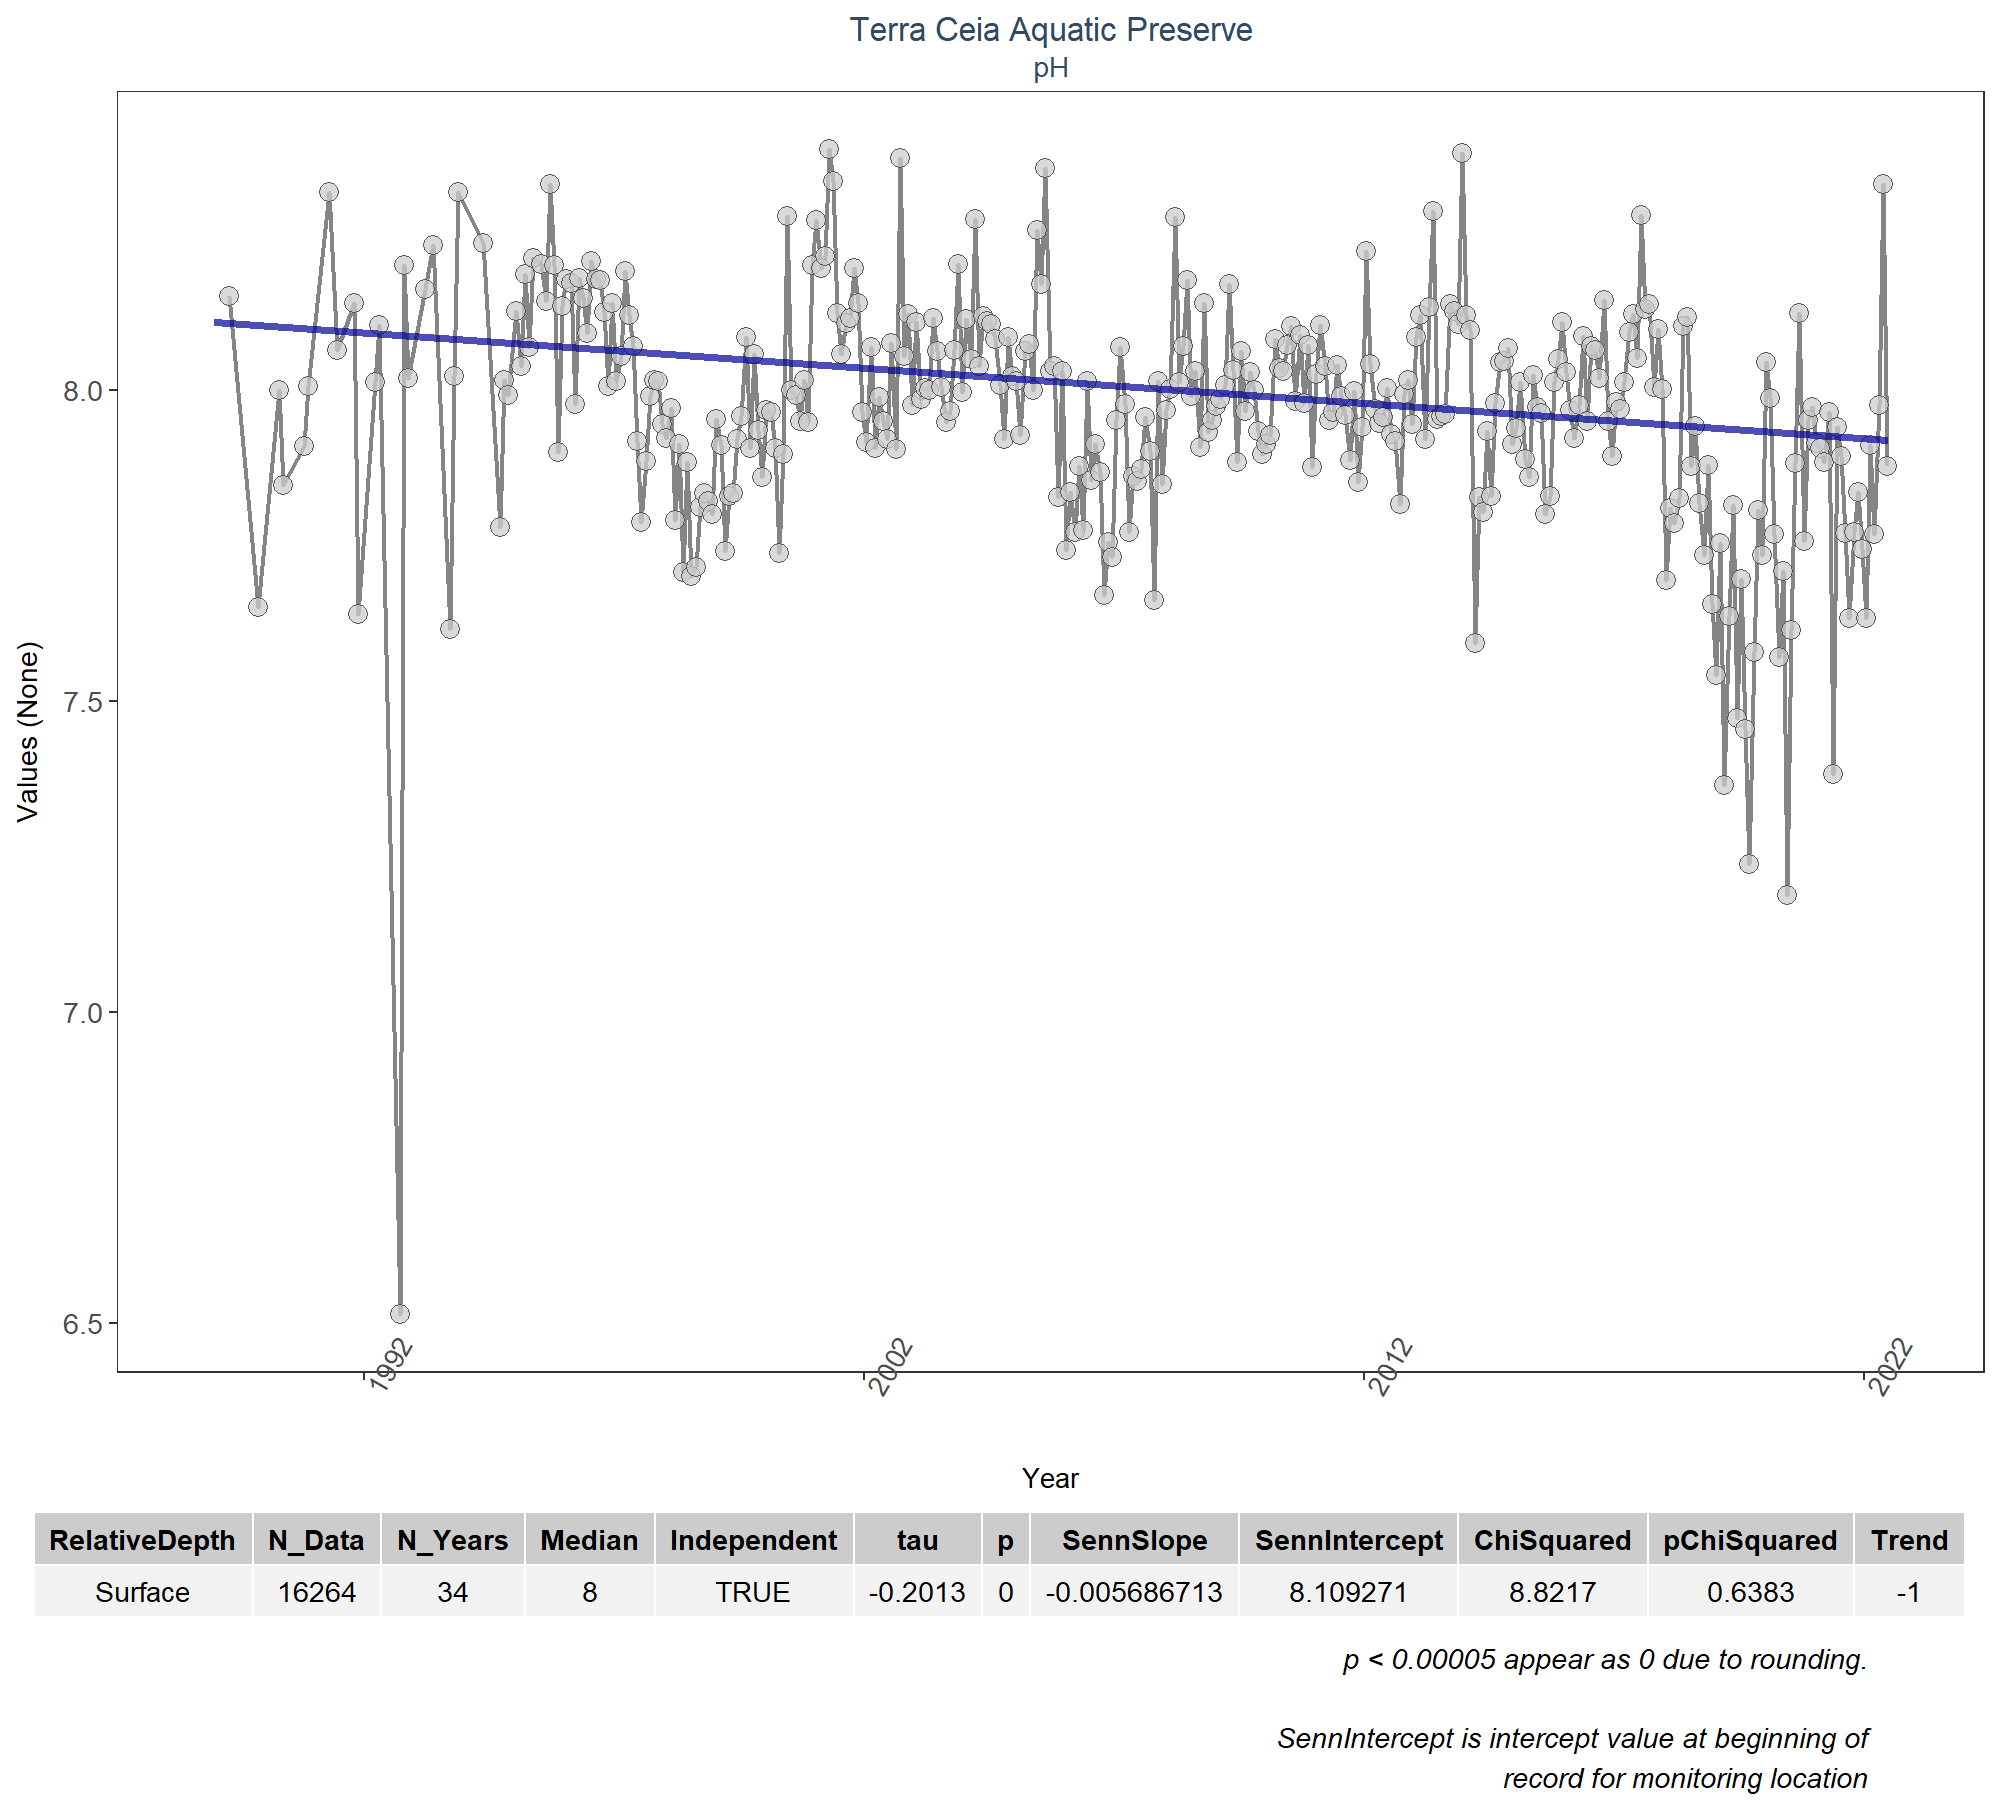 Terra Ceia Aquatic Preserve
pH
Values (None)
8.0
7.5
7.0
6.5
1992 2002 2012 2022
Year
RelativeDepth N_Data N_Years Median Independent tau p SennSlope SennIntercept ChiSquared pChiSquared Trend
Surface 16264 34 8 TRUE -0.2013 0 -0.005686713 8.109271 8.8217 0.6383 -1
p < 0.00005 appear as 0 due to rounding.
SennIntercept is intercept value at beginning of
record for monitoring location